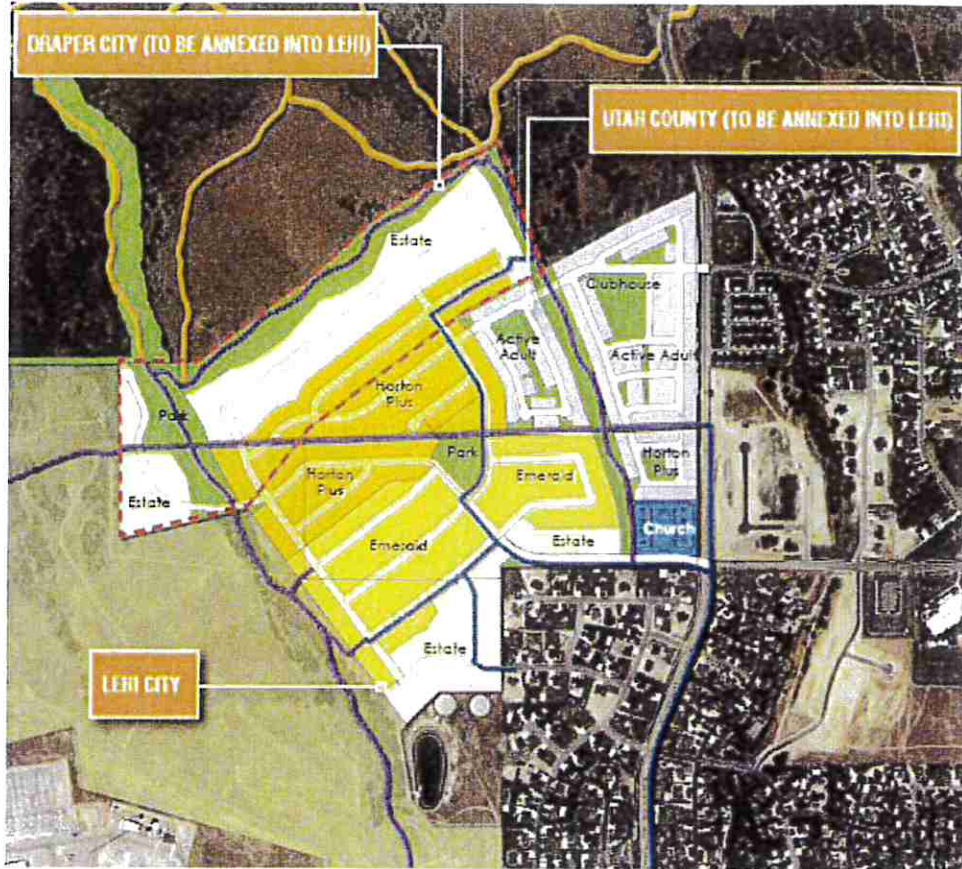 DRAPER CITY (TO BE ANNEXED INTO LEHI)
UTAH COUNTY (TO BE ANNEXED INTO LEHI)
Estate
Clubhouse
Active
Adult
Active Adult
Horton
Plus
Park
Park
Horton
Plus
Horton
Plus
Emerald
Estate
Church
Emerald
Estate
Estate
LEHI CITY